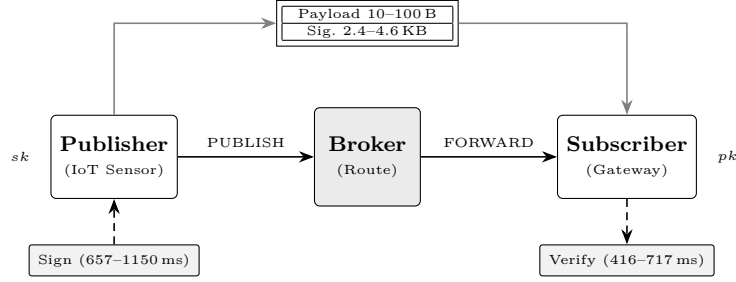 Payload 10–100 B
Sig. 2.4–4.6 KB
sk
Publisher
(IoT Sensor)
PUBLISH
Broker
(Route)
FORWARD
Subscriber
(Gateway)
pk
Sign (657–1150 ms)
Verify (416–717 ms)